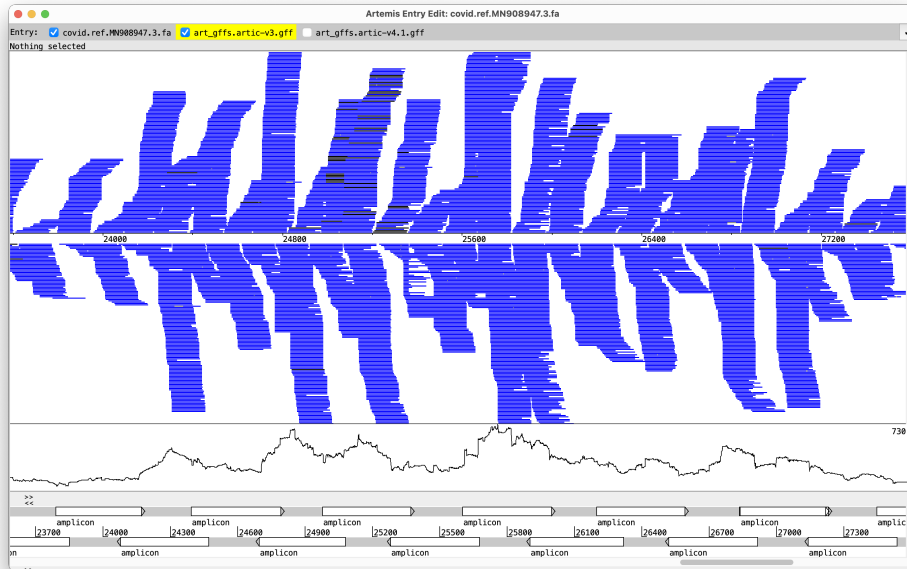 Artemis Entry Edit: covid.ref.MN908947.3.fa
Entry: covid.ref.MN908947.3.fa art_gffs.artic-v3.gff art_gffs.artic-v4.1.gff
Nothing selected
24000 24800 25600 26400 27200
730
>>
<<
amplicon amplicon amplicon amplicon amplicon amplicon amplic
23700 24000 24300 24600 24900 25200 25500 25800 26100 26400 26700 27000 27300
on amplicon amplicon amplicon amplicon amplicon amplicon